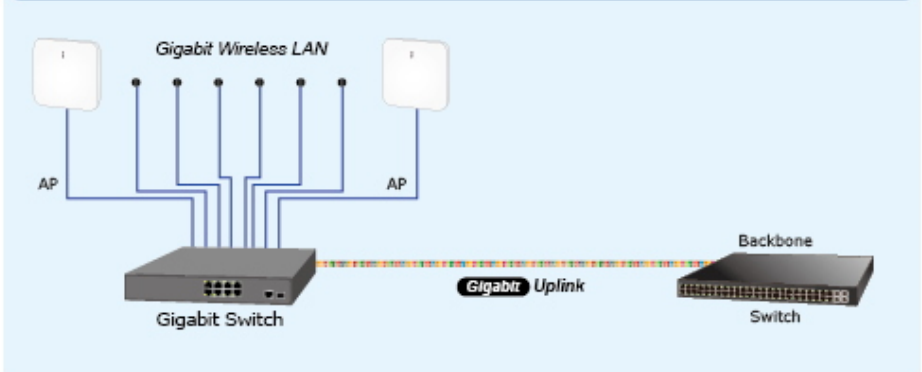 Gigabit Wireless LAN
AP
AP
Backbone
Gigabit Uplink
Gigabit Switch
Switch